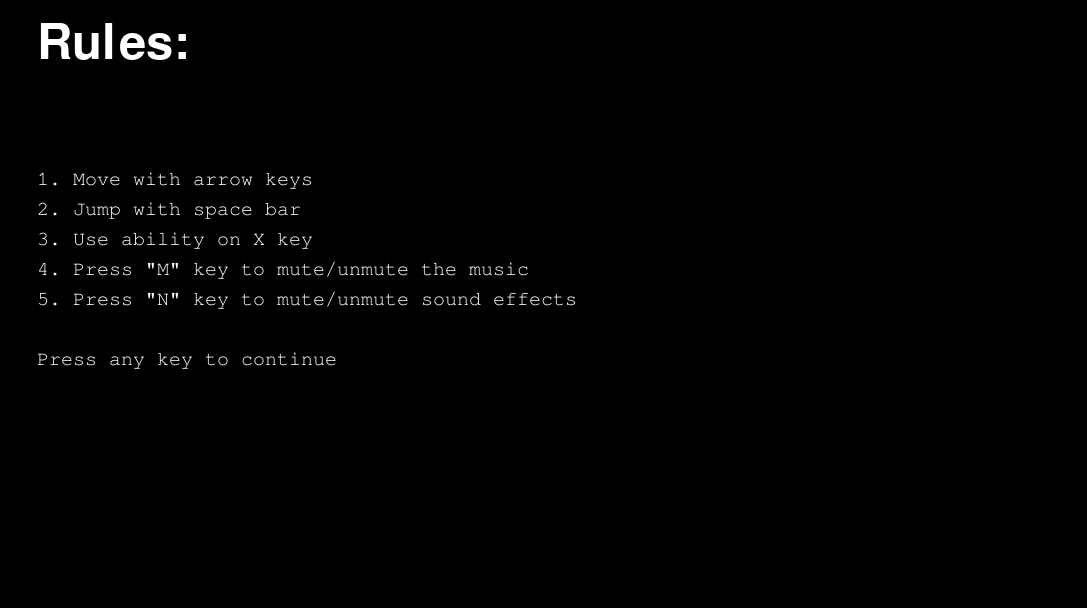 Rules:
1. Move with arrow keys
2. Jump with space bar
3. Use ability on X key
4. Press "M" key to mute/unmute the music
5. Press "N" key to mute/unmute sound effects
Press any key to continue